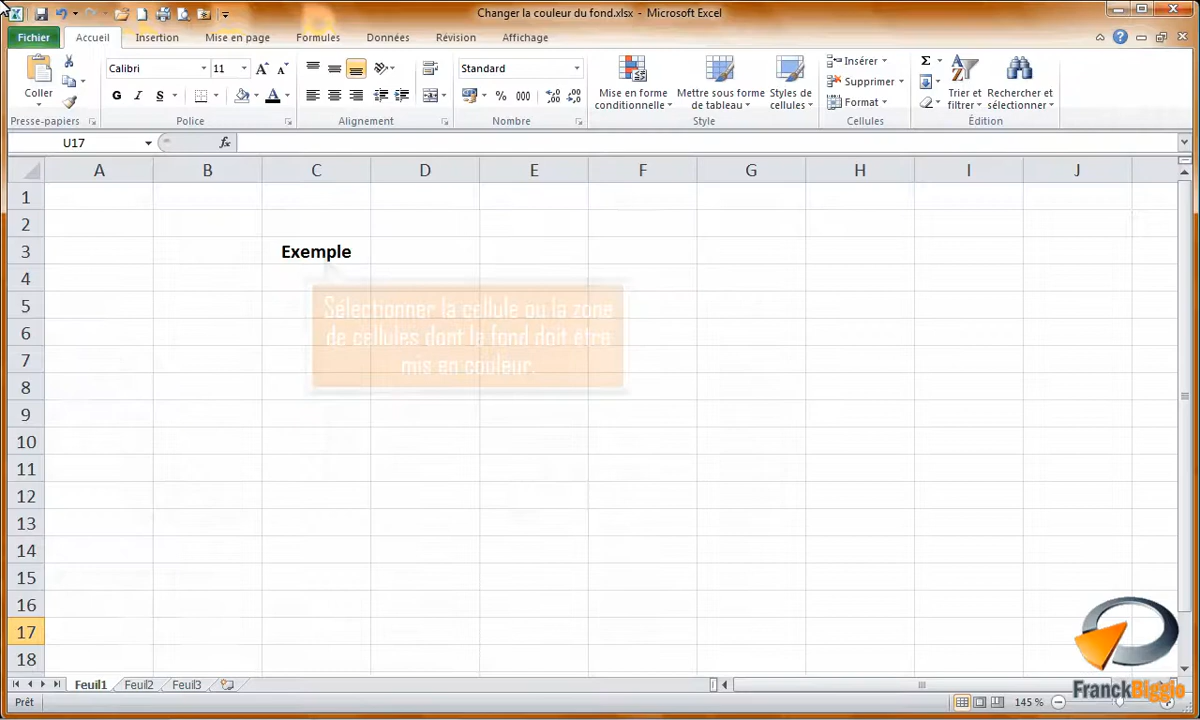 Changer la couleur du fond.xlsx - Microsoft Excel
Fichier Accueil Insertion Mise en page Formules Données Révision Affichage
Coller
Presse-papiers
Calibri 11
G I S
Police
Alignement
Standard
% 000
Nombre
Mise en forme conditionnelle
Mettre sous forme de tableau
Styles de cellules
Style
Insérer
Supprimer
Format
Cellules
Σ
Trier et filtrer
Rechercher et sélectionner
Édition
U17 fx
A B C D E F G H I J
1
2
3 Exemple
4
5
6
7
8
9
10
11
12
13
14
15
16
17
18
Sélectionner la cellule ou la zone
de cellules dont le fond doit être
mis en couleur.
FranckBiggio
Feuil1 Feuil2 Feuil3
Prêt 145 %